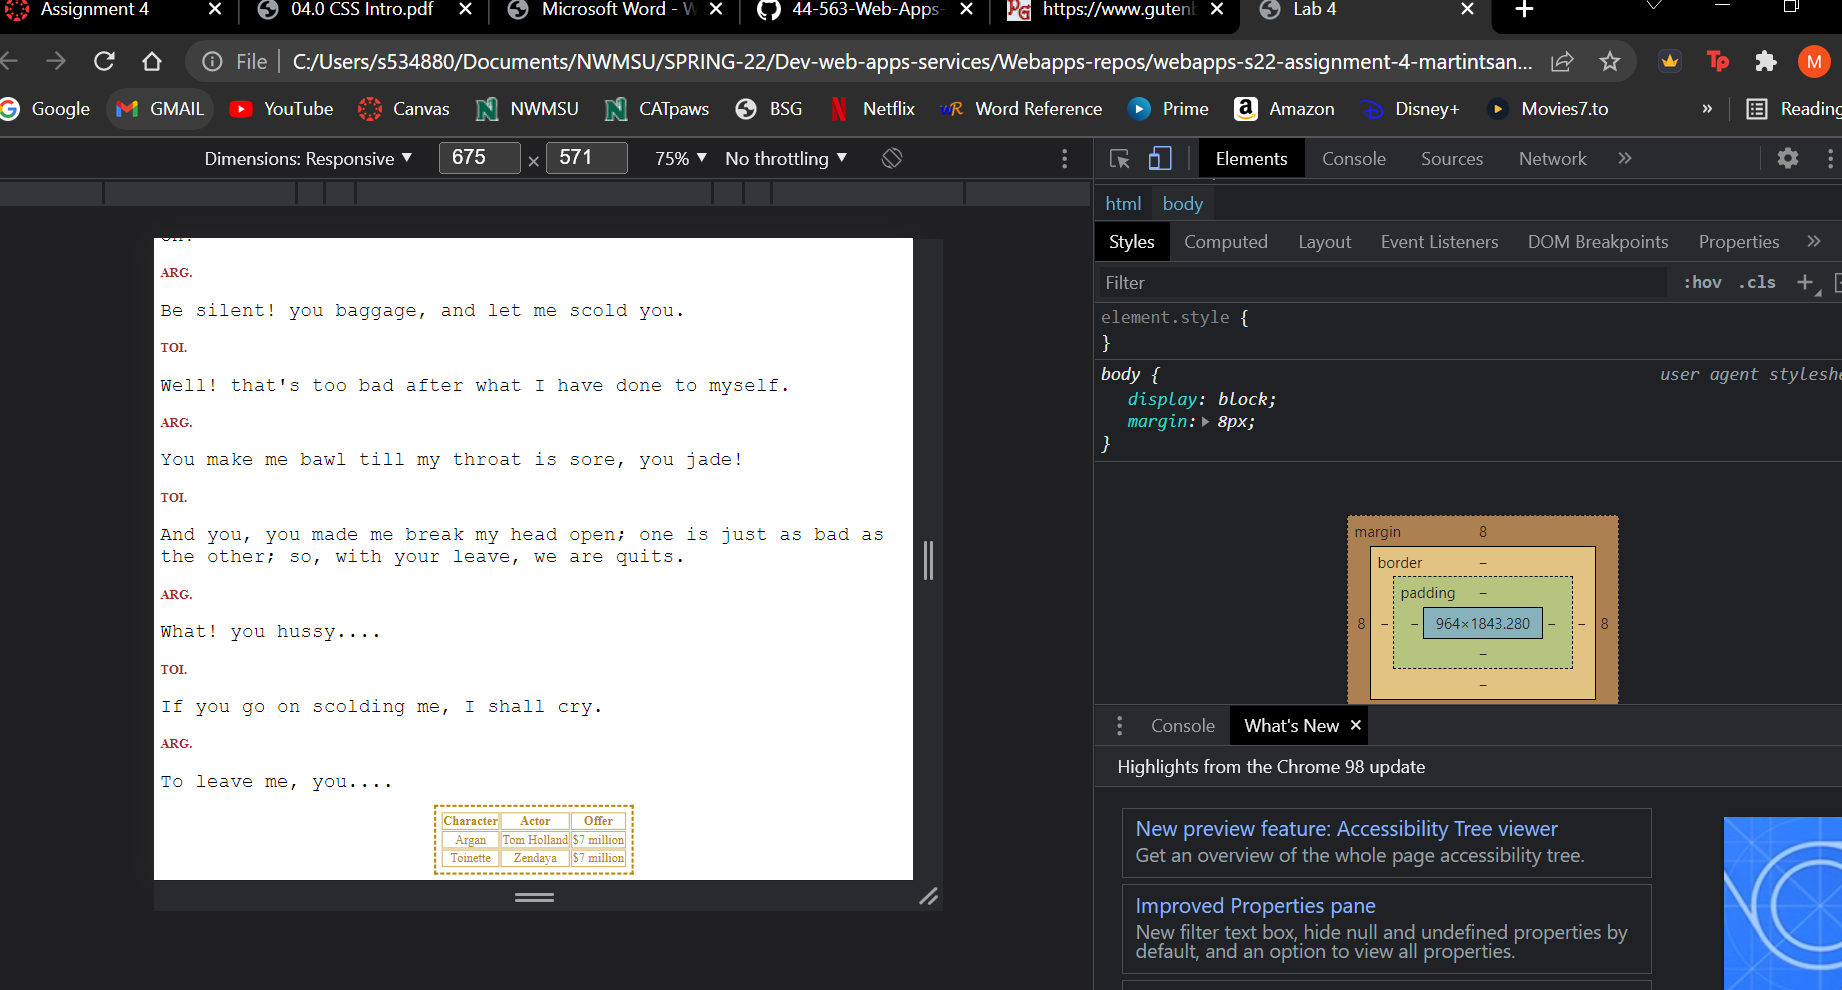 Assignment 4
04.0 CSS Intro.pdf
Microsoft Word - W
44-563-Web-Apps-
https://www.gutenb
Lab 4
File
C:/Users/s534880/Documents/NWMSU/SPRING-22/Dev-web-apps-services/Webapps-repos/webapps-s22-assignment-4-martintsan...
Tp
M
Google
GMAIL
YouTube
Canvas
NWMSU
CATpaws
BSG
Netflix
Word Reference
Prime
Amazon
Disney+
Movies7.to
»
Reading
Dimensions: Responsive ▼
675
×
571
75% ▼
No throttling ▼
Elements
Console
Sources
Network
»
html
body
Styles
Computed
Layout
Event Listeners
DOM Breakpoints
Properties
»
Filter
:hov
.cls
element.style {
}
body {
user agent styleshe
display: block;
margin: 8px;
}
margin 8
border –
padding –
8 – – 964×1843.280 – – 8
–
–
ARG.
Be silent! you baggage, and let me scold you.
TOI.
Well! that's too bad after what I have done to myself.
ARG.
You make me bawl till my throat is sore, you jade!
TOI.
And you, you made me break my head open; one is just as bad as
the other; so, with your leave, we are quits.
ARG.
What! you hussy....
TOI.
If you go on scolding me, I shall cry.
ARG.
To leave me, you....
Character Actor Offer
Argan Tom Holland $7 million
Toinette Zendaya $7 million
Console
What's New ×
Highlights from the Chrome 98 update
New preview feature: Accessibility Tree viewer
Get an overview of the whole page accessibility tree.
Improved Properties pane
New filter text box, hide null and undefined properties by
default, and an option to view all properties.